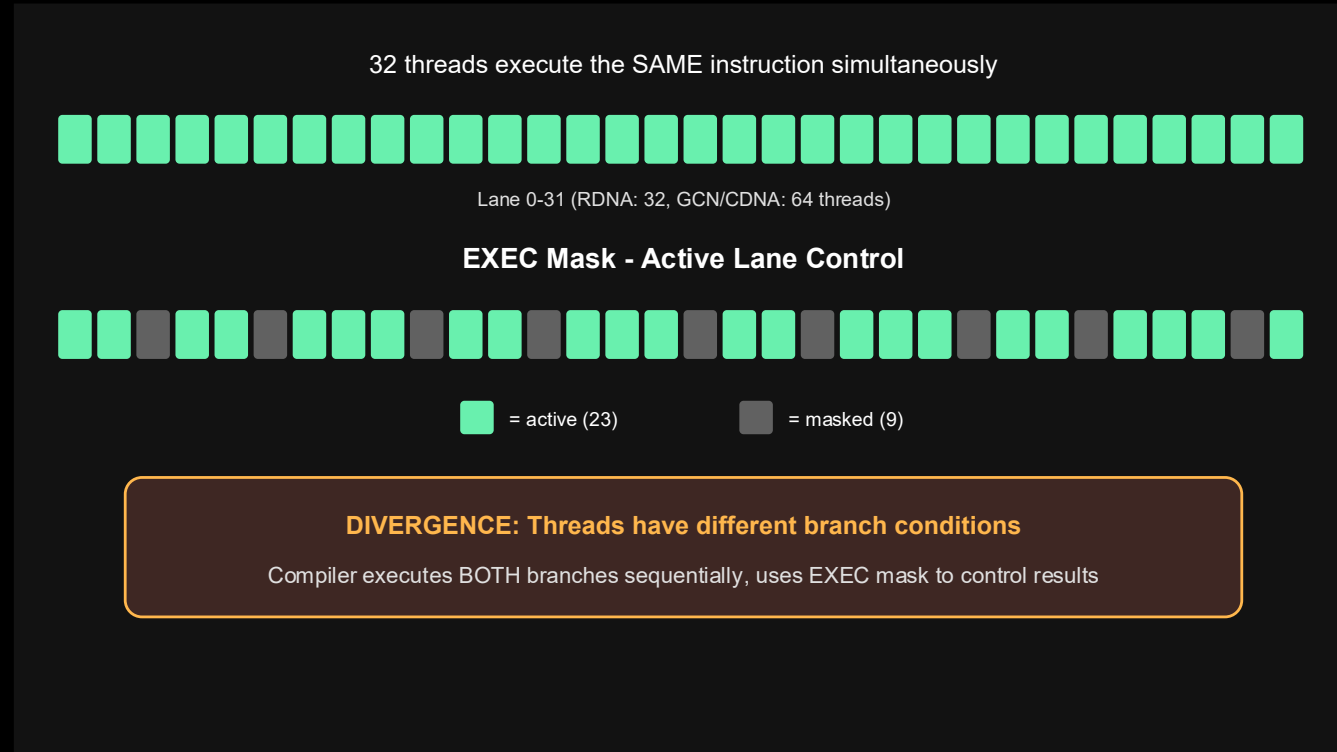 32 threads execute the SAME instruction simultaneously
Lane 0-31 (RDNA: 32, GCN/CDNA: 64 threads)
EXEC Mask - Active Lane Control
= active (23)
= masked (9)
DIVERGENCE: Threads have different branch conditions
Compiler executes BOTH branches sequentially, uses EXEC mask to control results